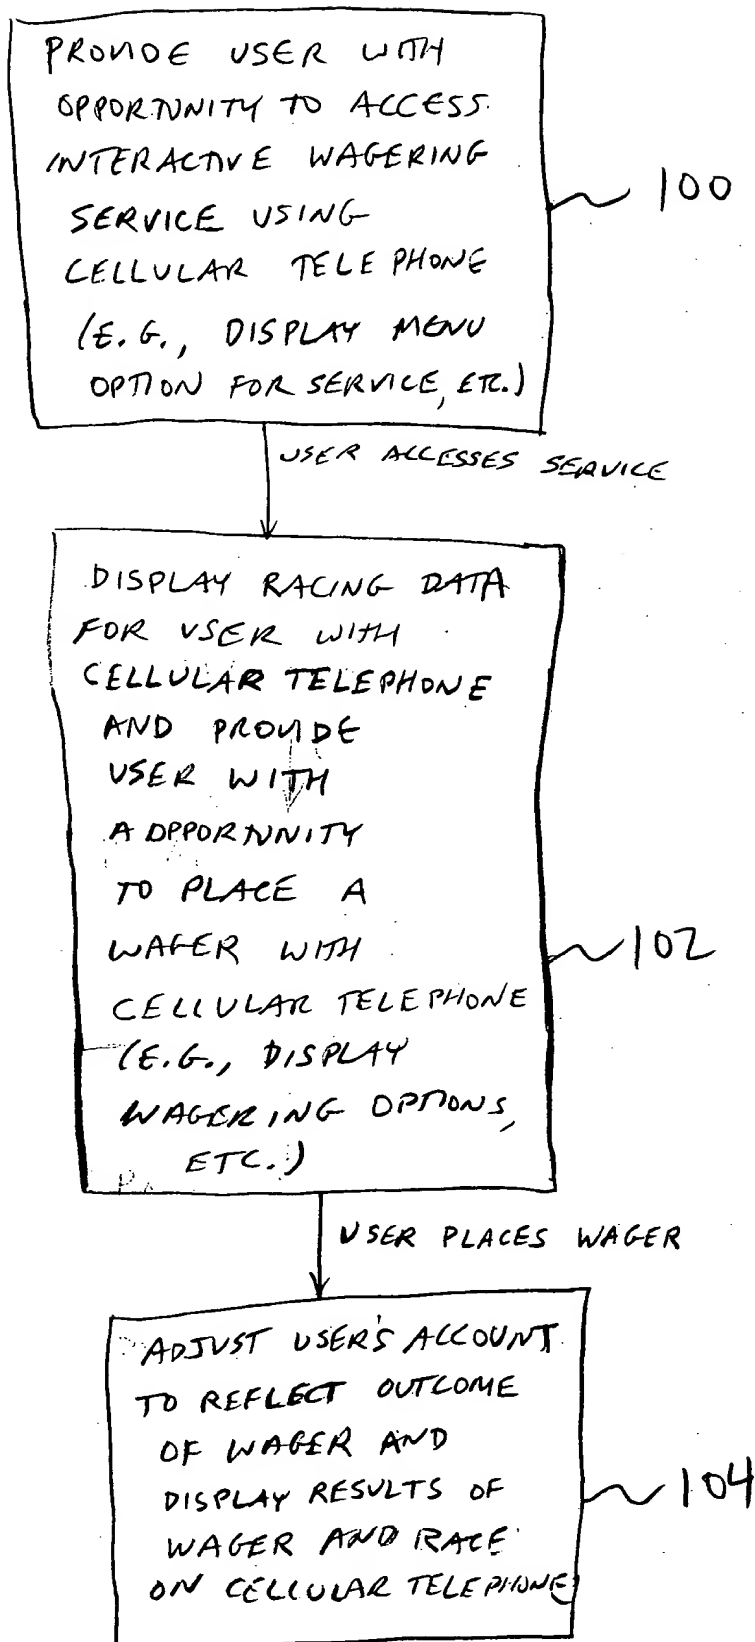 PROVIDE USER WITH
OPPORTUNITY TO ACCESS
INTERACTIVE WAGERING
SERVICE USING
CELLULAR TELEPHONE
(E.G., DISPLAY MENU
OPTION FOR SERVICE, ETC.)
100
USER ACCESSES SERVICE
DISPLAY RACING DATA
FOR USER WITH
CELLULAR TELEPHONE
AND PROVIDE
USER WITH
A OPPORTUNITY
TO PLACE A
WAGER WITH
CELLULAR TELEPHONE
(E.G., DISPLAY
WAGERING OPTIONS,
ETC.)
102
USER PLACES WAGER
ADJUST USER'S ACCOUNT
TO REFLECT OUTCOME
OF WAGER AND
DISPLAY RESULTS OF
WAGER AND RACE
ON CELLULAR TELEPHONE
104